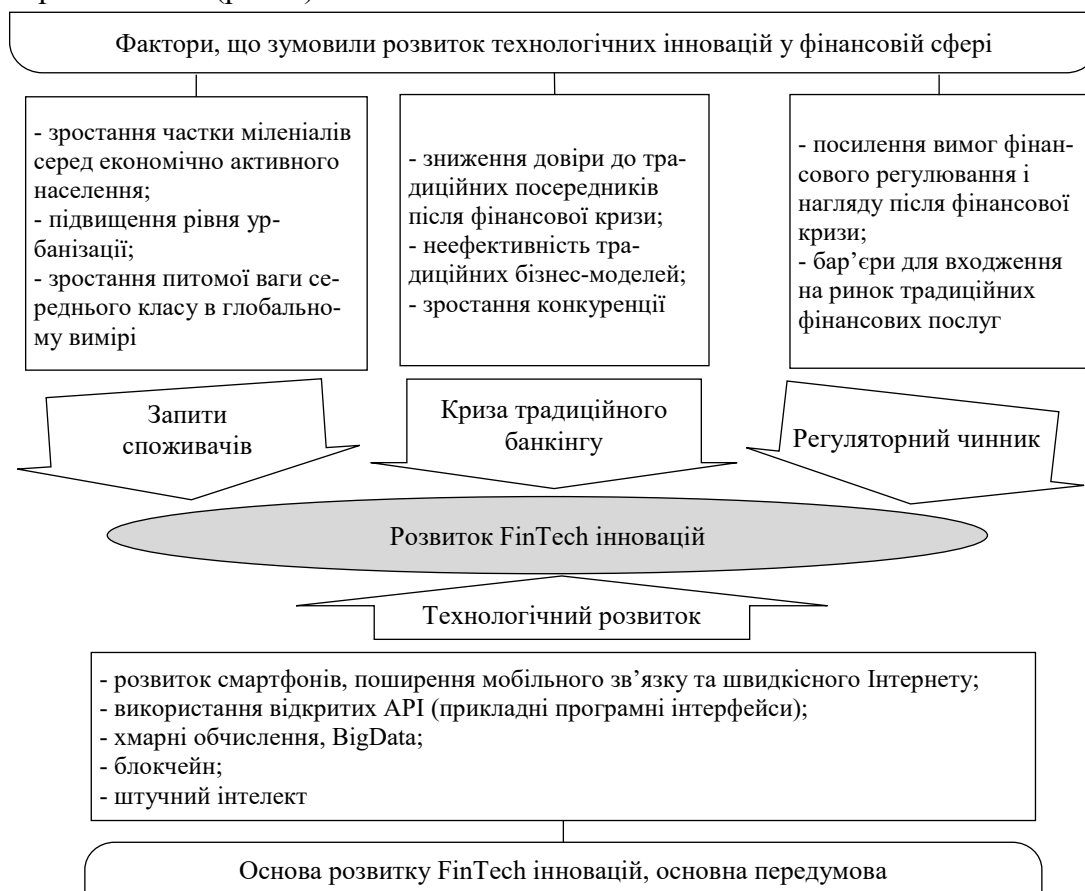 Фактори, що зумовили розвиток технологічних інновацій у фінансовій сфері
- зростання частки міленіалів
серед економічно активного
населення;
- підвищення рівня ур-
банізації;
- зростання питомої ваги се-
реднього класу в глобально-
му вимірі
- зниження довіри до тра-
диційних посередників
після фінансової кризи;
- неефективність тра-
диційних бізнес-моделей;
- зростання конкуренції
- посилення вимог фінан-
сового регулювання і
нагляду після фінансової
кризи;
- бар’єри для входження
на ринок традиційних
фінансових послуг
Запити
споживачів
Криза традиційного
банкінгу
Регуляторний чинник
Розвиток FinTech інновацій
Технологічний розвиток
- розвиток смартфонів, поширення мобільного зв’язку та швидкісного Інтернету;
- використання відкритих API (прикладні програмні інтерфейси);
- хмарні обчислення, BigData;
- блокчейн;
- штучний інтелект
Основа розвитку FinTech інновацій, основна передумова